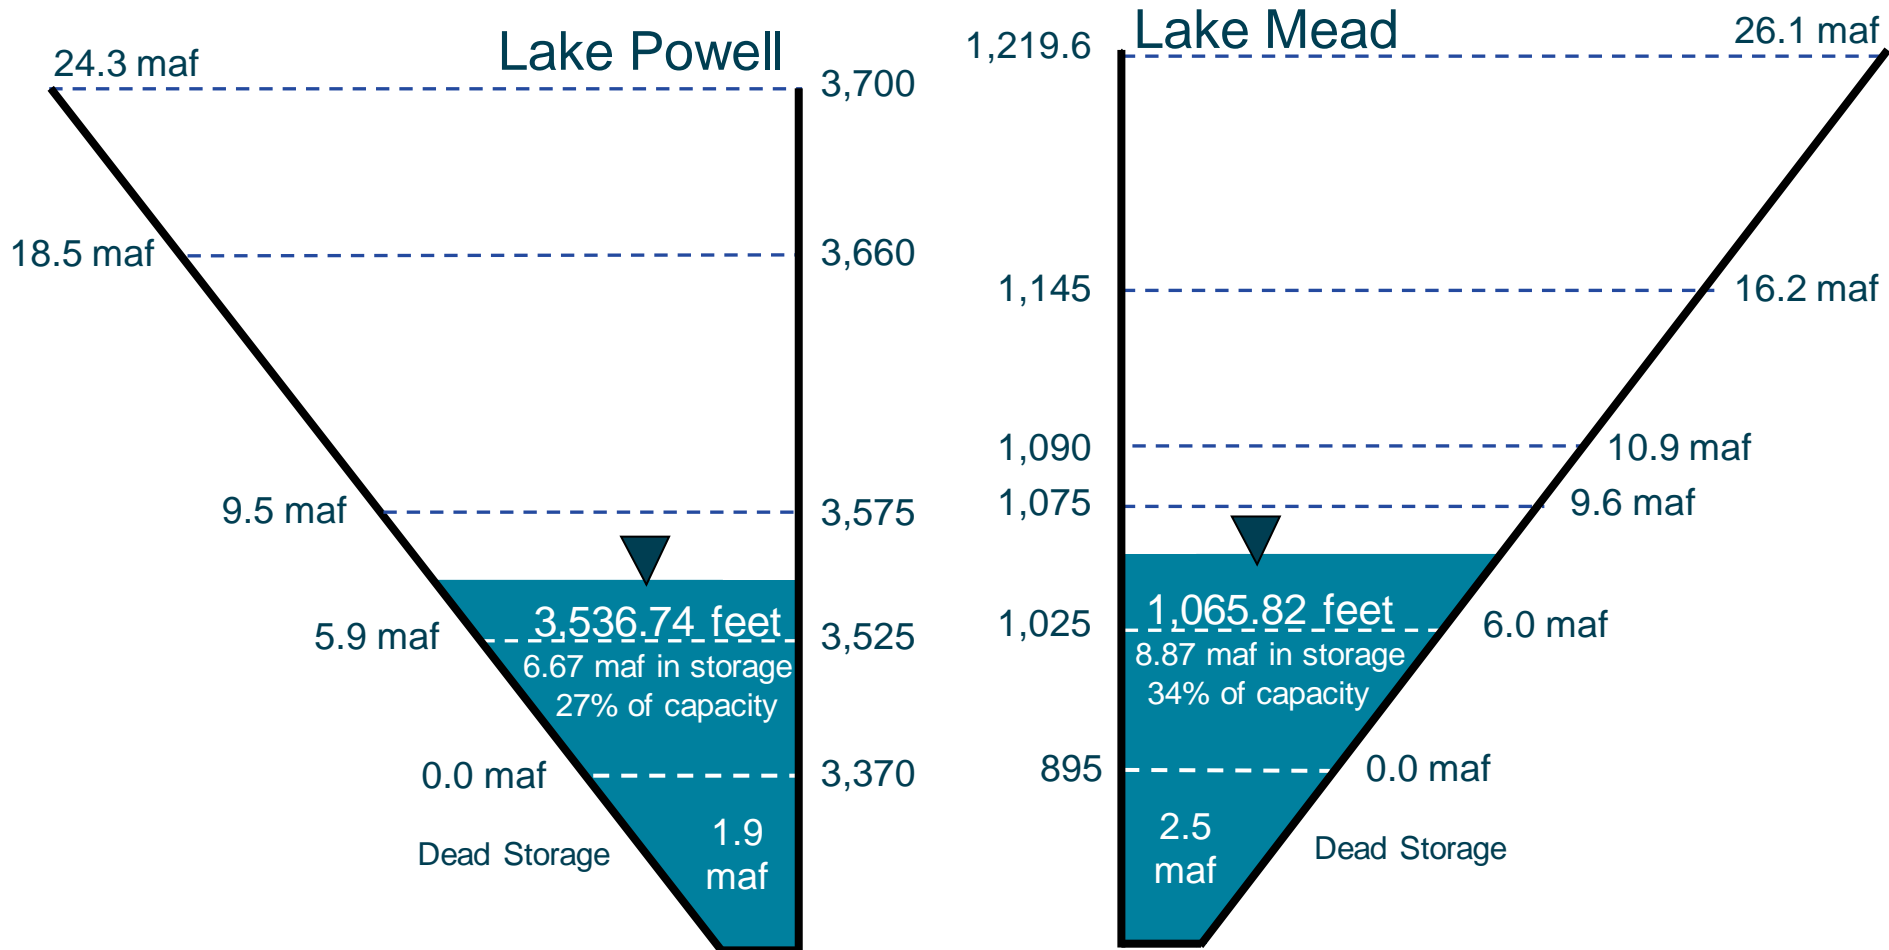 Lake Powell
24.3 maf
3,700
18.5 maf
3,660
9.5 maf
3,575
3,536.74 feet
5.9 maf
3,525
6.67 maf in storage
27% of capacity
0.0 maf
3,370
1.9
maf
Dead Storage
Lake Mead
1,219.6
26.1 maf
1,145
16.2 maf
1,090
10.9 maf
1,075
9.6 maf
1,065.82 feet
1,025
6.0 maf
8.87 maf in storage
34% of capacity
895
0.0 maf
2.5
maf
Dead Storage